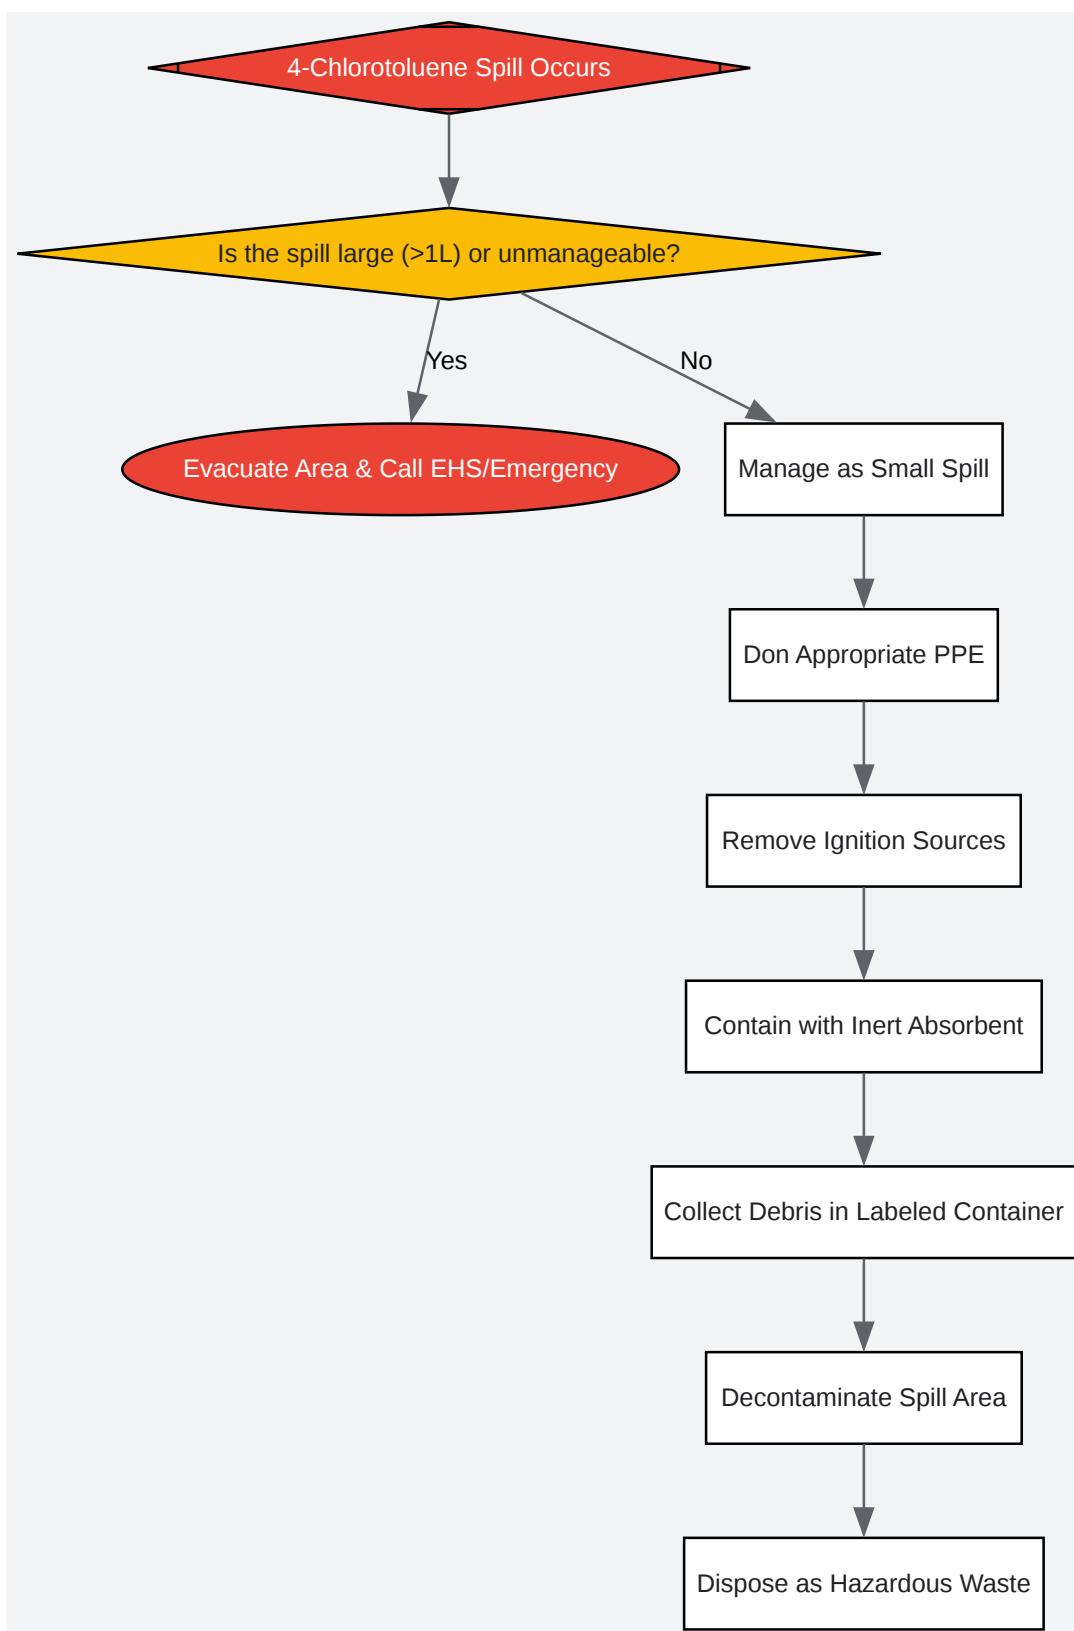 4-Chlorotoluene Spill Occurs
Is the spill large (>1L) or unmanageable?
Yes
No
Evacuate Area & Call EHS/Emergency
Manage as Small Spill
Don Appropriate PPE
Remove Ignition Sources
Contain with Inert Absorbent
Collect Debris in Labeled Container
Decontaminate Spill Area
Dispose as Hazardous Waste